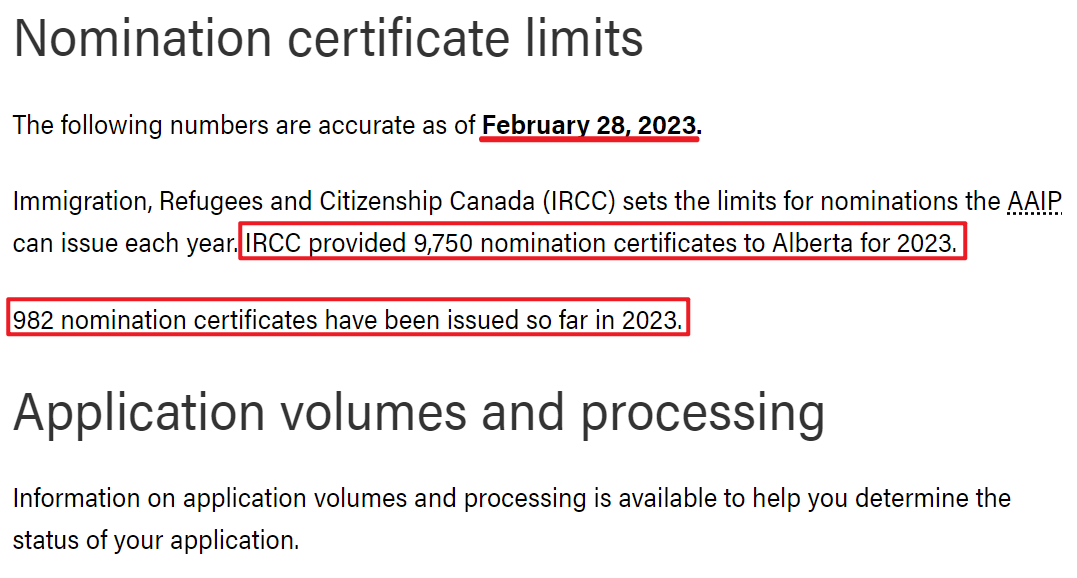 Nomination certificate limits
The following numbers are accurate as of February 28, 2023.
Immigration, Refugees and Citizenship Canada (IRCC) sets the limits for nominations the AAIP
can issue each year. IRCC provided 9,750 nomination certificates to Alberta for 2023.
982 nomination certificates have been issued so far in 2023.
Application volumes and processing
Information on application volumes and processing is available to help you determine the
status of your application.